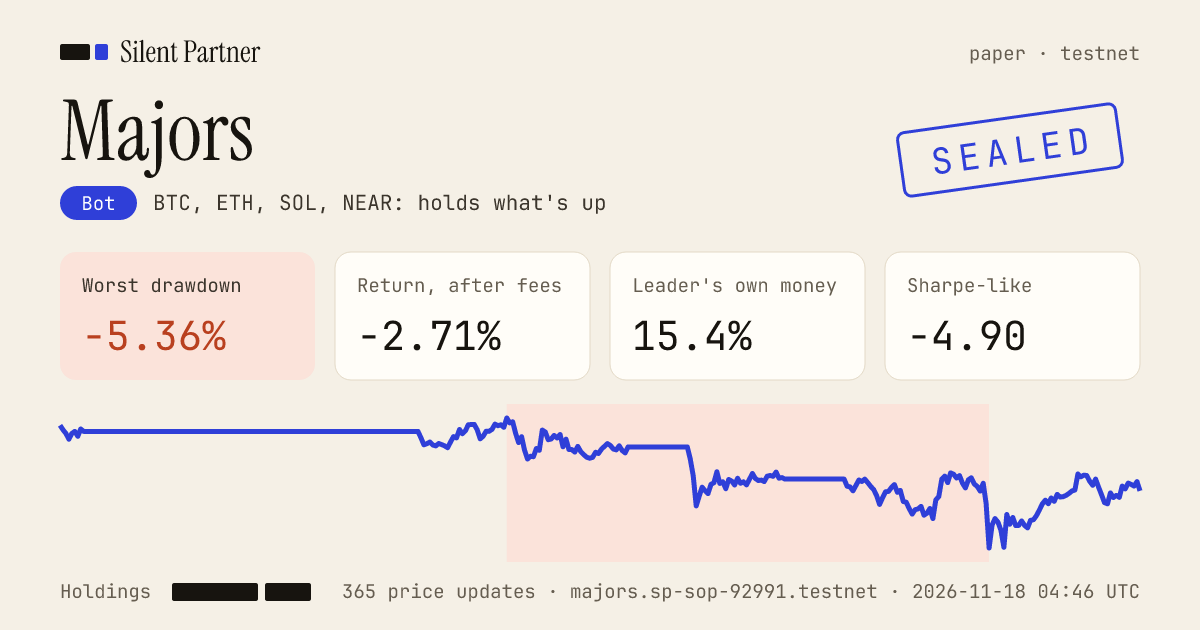 Silent Partner
paper · testnet
Majors
SEALED
Bot
BTC, ETH, SOL, NEAR: holds what's up
Worst drawdown
-5.36%
Return, after fees
-2.71%
Leader's own money
15.4%
Sharpe-like
-4.90
Holdings
365 price updates · majors.sp-sop-92991.testnet · 2026-11-18 04:46 UTC